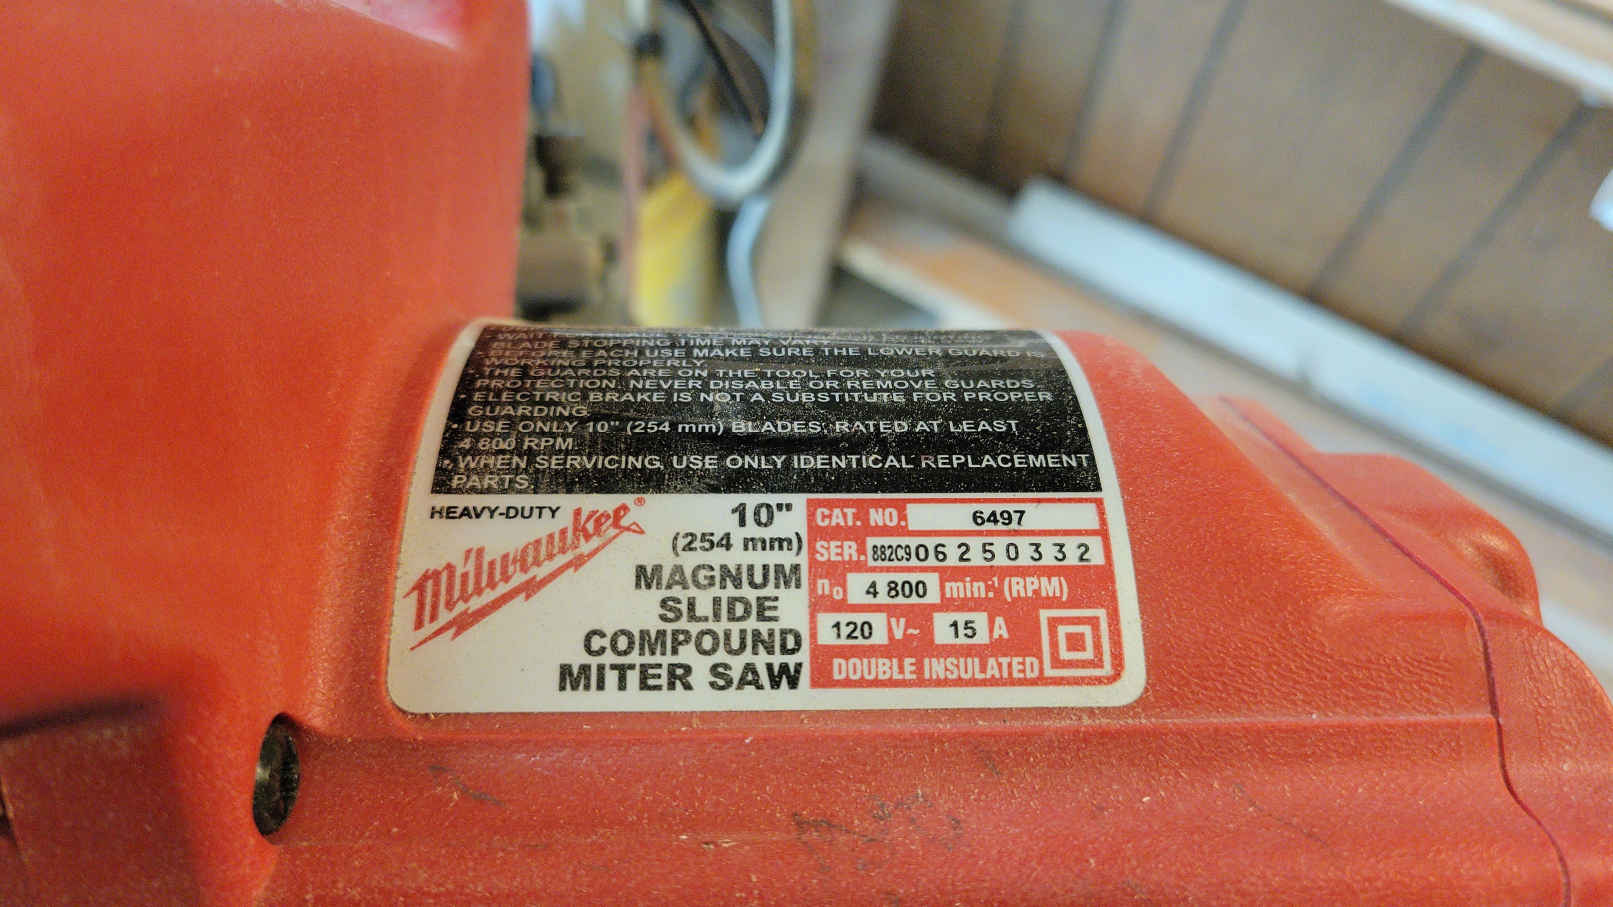 BLADE STOPPING TIME MAY VARY
• BEFORE EACH USE MAKE SURE THE LOWER GUARD IS
WORKING PROPERLY.
THE GUARDS ARE ON THE TOOL FOR YOUR
PROTECTION. NEVER DISABLE OR REMOVE GUARDS.
• ELECTRIC BRAKE IS NOT A SUBSTITUTE FOR PROPER
GUARDING.
• USE ONLY 10" (254 mm) BLADES, RATED AT LEAST
4 800 RPM.
• WHEN SERVICING, USE ONLY IDENTICAL REPLACEMENT
PARTS.
HEAVY-DUTY
Milwaukee®
10"
(254 mm)
MAGNUM
SLIDE
COMPOUND
MITER SAW
CAT. NO. 6497
SER. 882C906250332
n₀ 4 800 min.⁻¹ (RPM)
120 V~ 15 A
DOUBLE INSULATED